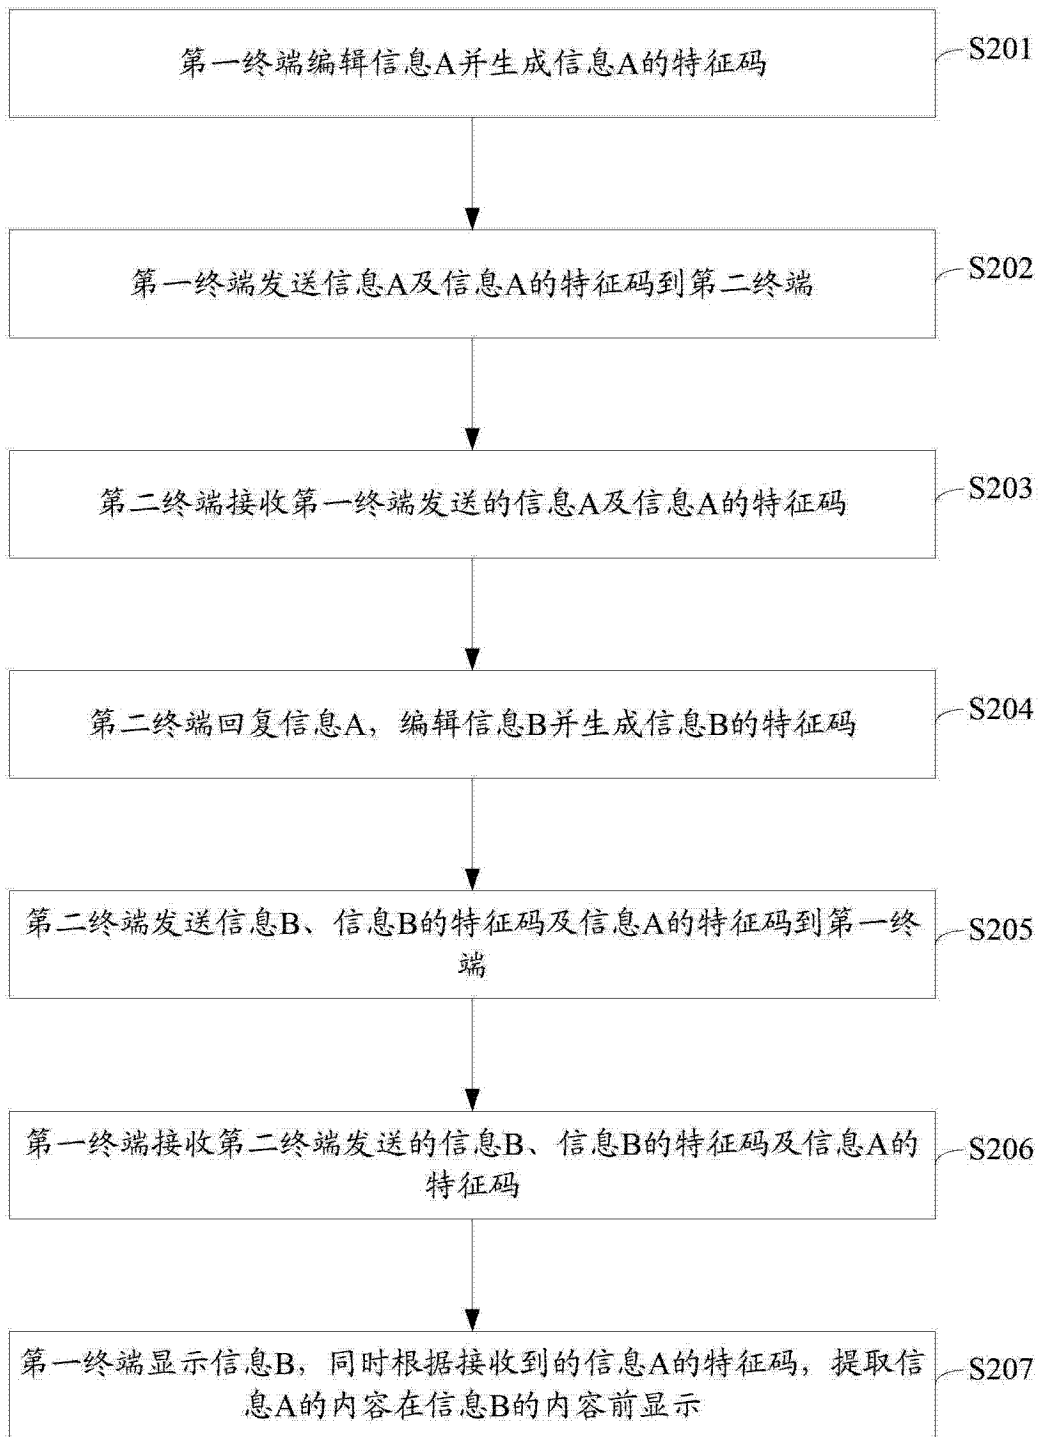 第一终端编辑信息A并生成信息A的特征码
S201
第一终端发送信息A及信息A的特征码到第二终端
S202
第二终端接收第一终端发送的信息A及信息A的特征码
S203
第二终端回复信息A，编辑信息B并生成信息B的特征码
S204
第二终端发送信息B、信息B的特征码及信息A的特征码到第一终
端
S205
第一终端接收第二终端发送的信息B、信息B的特征码及信息A的
特征码
S206
第一终端显示信息B，同时根据接收到的信息A的特征码，提取信
息A的内容在信息B的内容前显示
S207